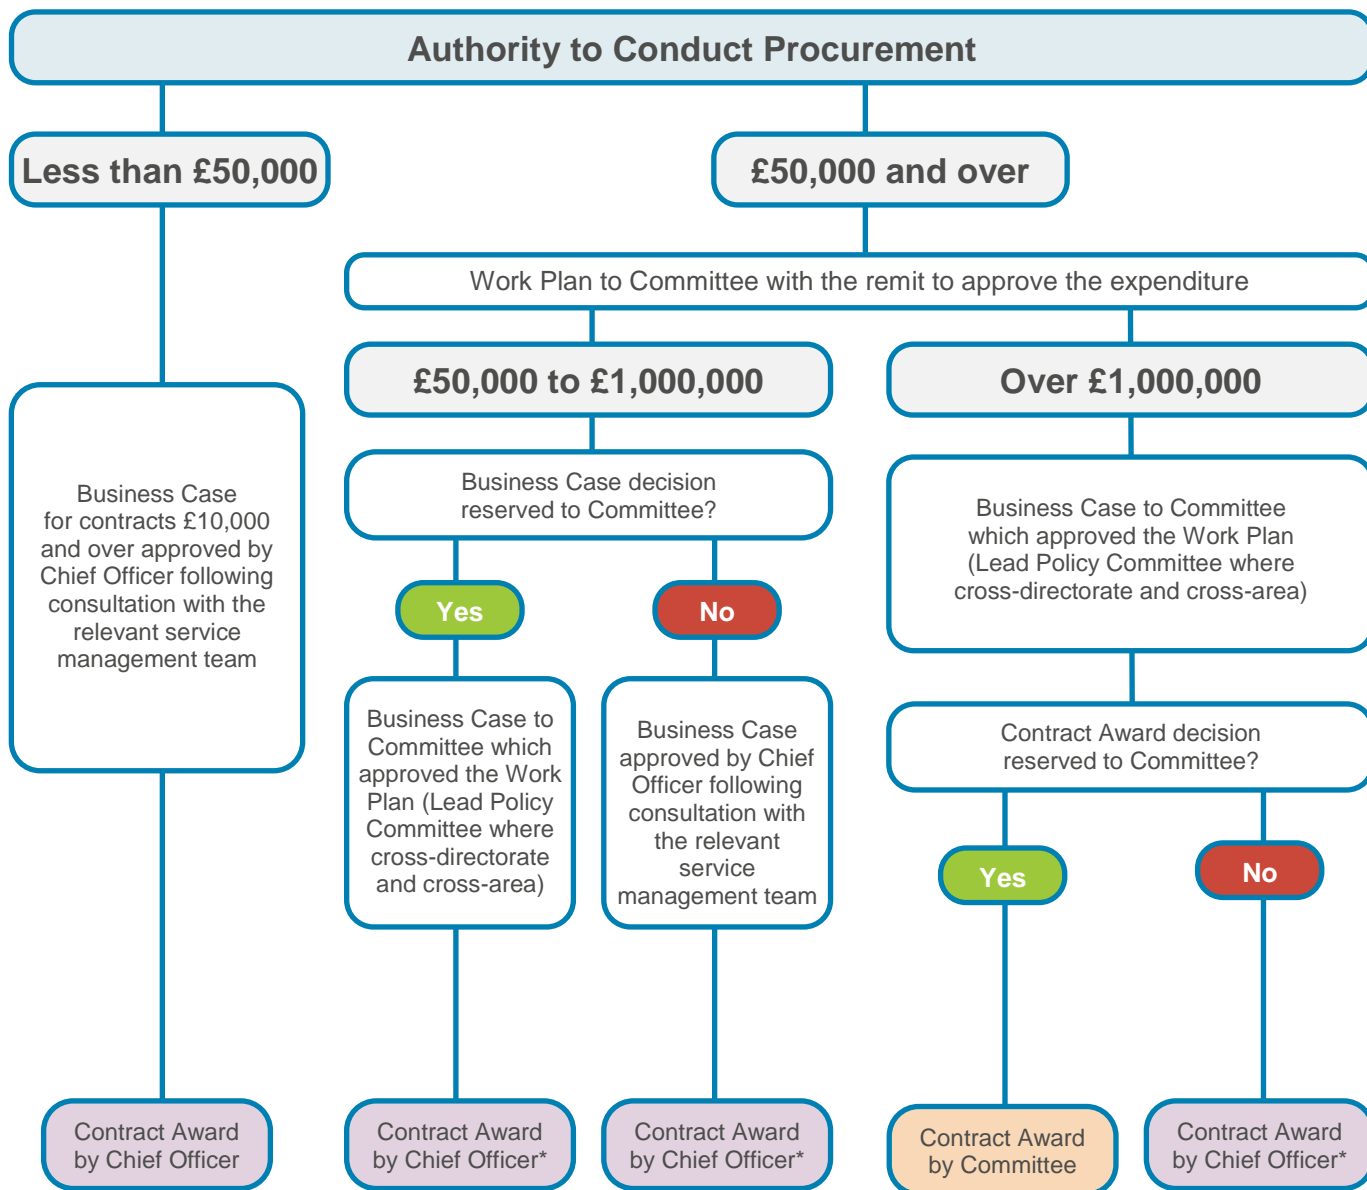 Authority to Conduct Procurement
Less than £50,000
£50,000 and over
Work Plan to Committee with the remit to approve the expenditure
£50,000 to £1,000,000
Over £1,000,000
Business Case
for contracts £10,000
and over approved by
Chief Officer following
consultation with the
relevant service
management team
Business Case decision
reserved to Committee?
Business Case to Committee
which approved the Work Plan
(Lead Policy Committee where
cross-directorate and cross-area)
Yes
No
Business Case to
Committee which
approved the Work
Plan (Lead Policy
Committee where
cross-directorate
and cross-area)
Business Case
approved by Chief
Officer following
consultation with
the relevant
service
management team
Contract Award decision
reserved to Committee?
Yes
No
Contract Award
by Chief Officer
Contract Award
by Chief Officer*
Contract Award
by Chief Officer*
Contract Award
by Committee
Contract Award
by Chief Officer*